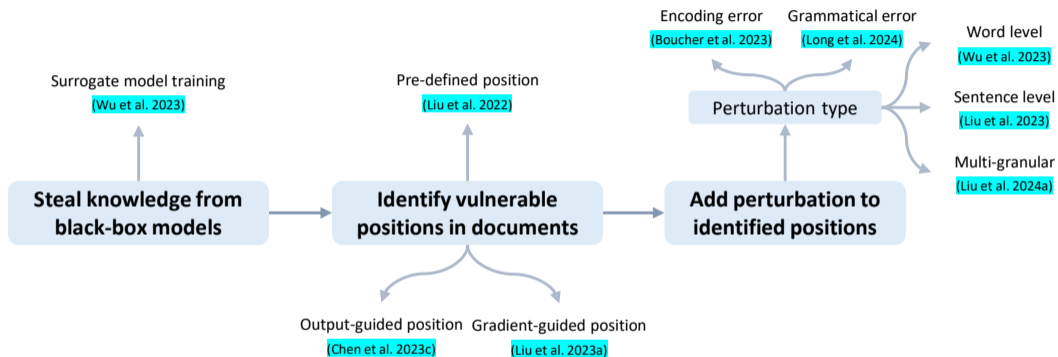 Encoding error
(Boucher et al. 2023)
Grammatical error
(Long et al. 2024)
Word level
(Wu et al. 2023)
Surrogate model training
(Wu et al. 2023)
Pre-defined position
(Liu et al. 2022)
Perturbation type
Sentence level
(Liu et al. 2023)
Multi-granular
(Liu et al. 2024a)
Steal knowledge from
black-box models
Identify vulnerable
positions in documents
Add perturbation to
identified positions
Output-guided position
(Chen et al. 2023c)
Gradient-guided position
(Liu et al. 2023a)